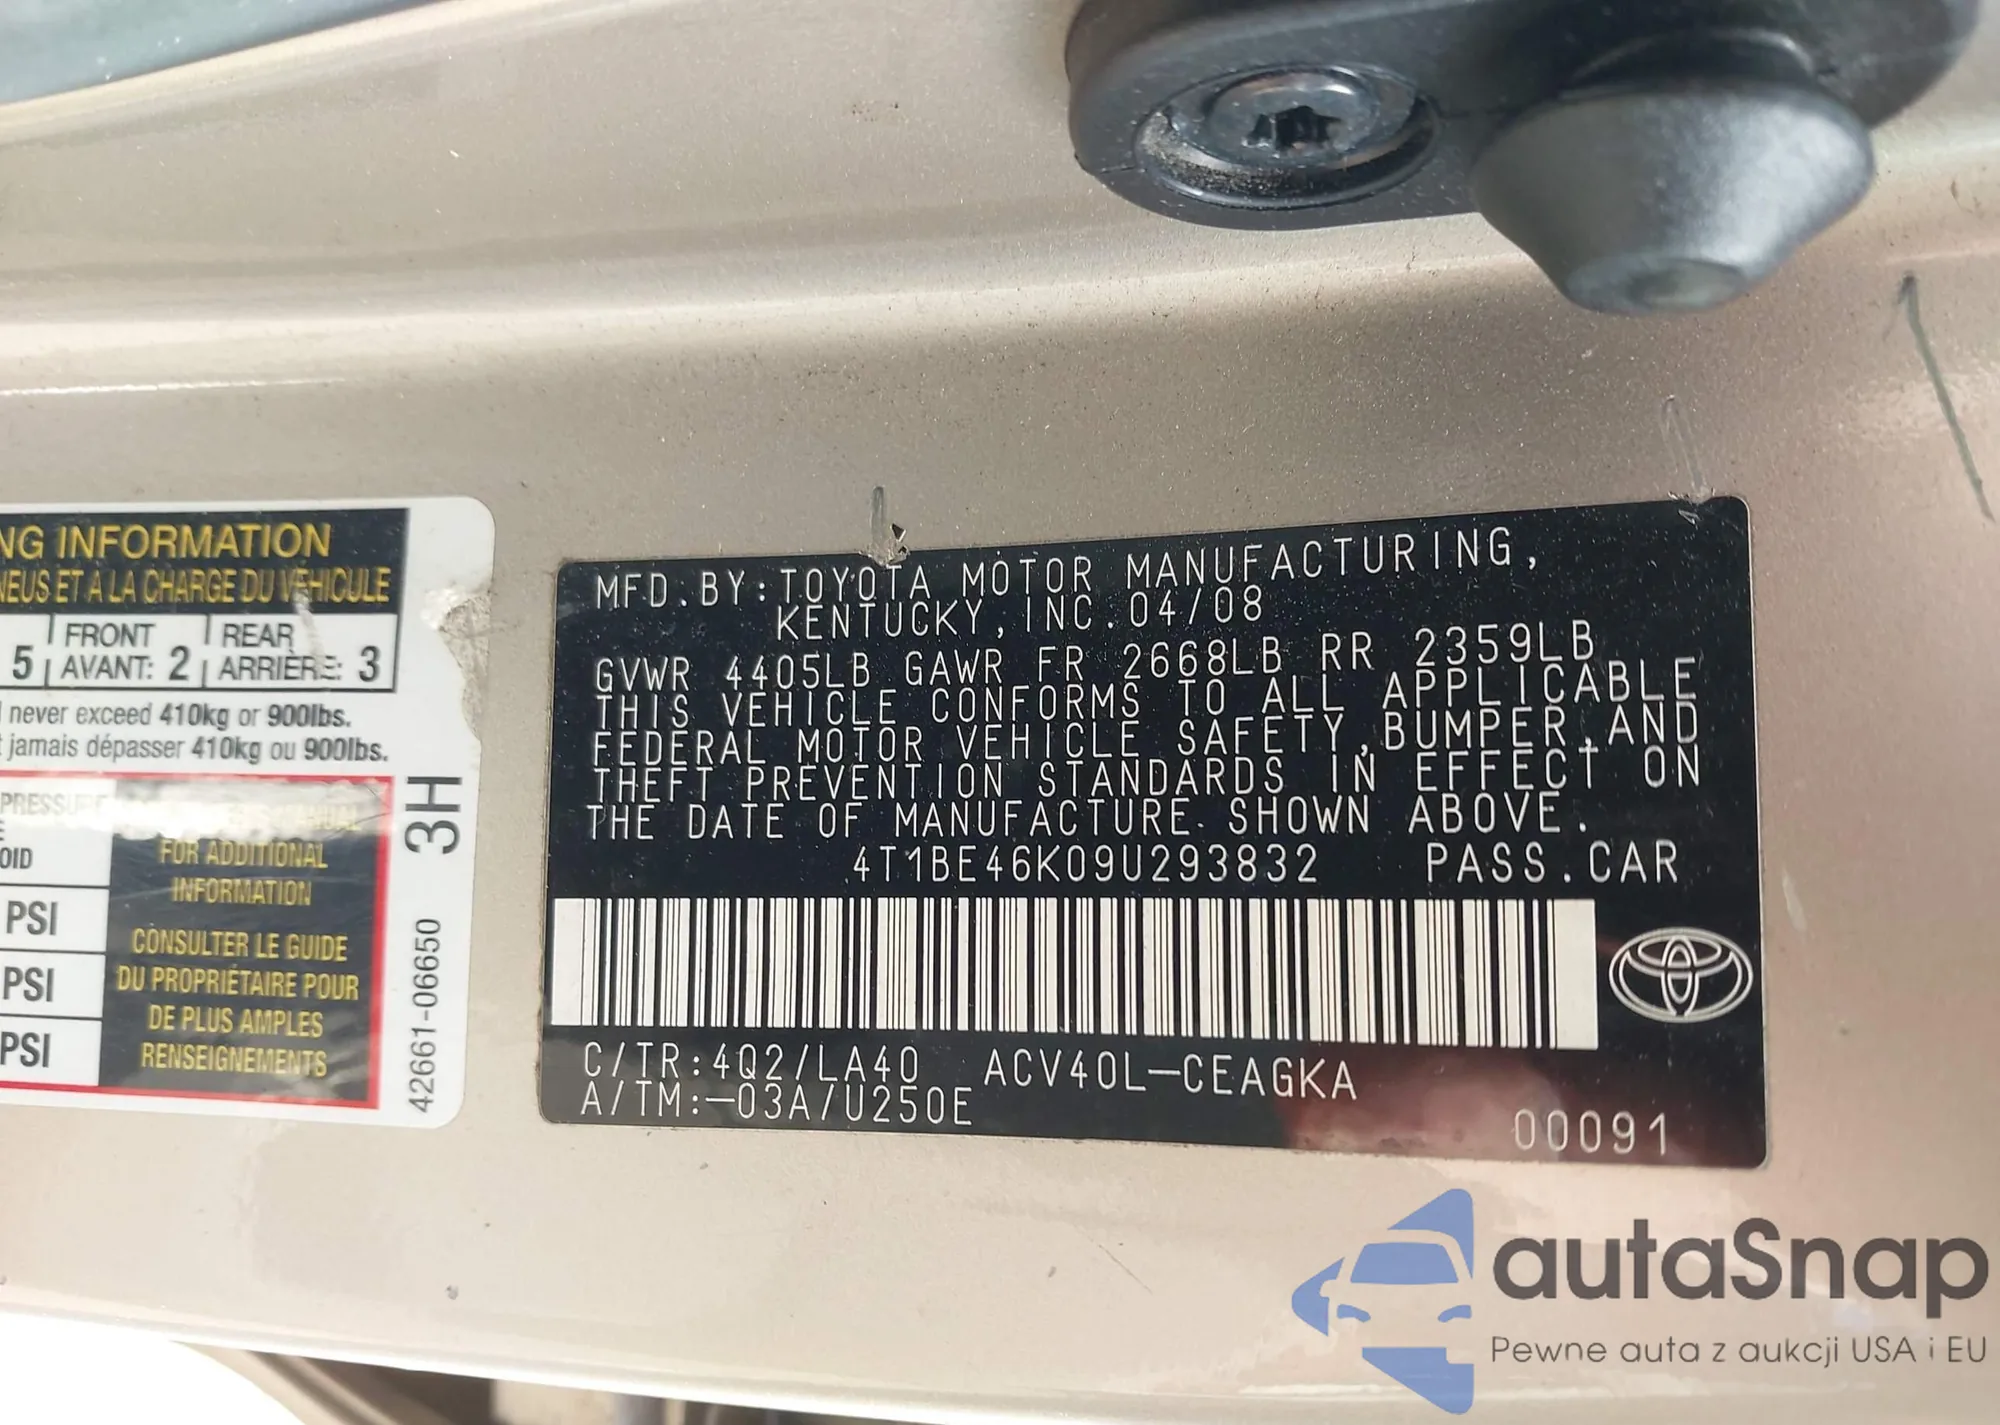 NG INFORMATION
NEUS ET A LA CHARGE DU VÉHICULE
5 FRONT AVANT: 2 REAR ARRIÈRE: 3
never exceed 410kg or 900lbs.
jamais dépasser 410kg ou 900lbs.
PRESSURE
OID
PSI
PSI
PSI
FOR ADDITIONAL
INFORMATION
CONSULTER LE GUIDE
DU PROPRIÉTAIRE POUR
DE PLUS AMPLES
RENSEIGNEMENTS
3H
42661-06650
MFD.BY:TOYOTA MOTOR MANUFACTURING,
KENTUCKY,INC.04/08
GVWR 4405LB GAWR FR 2668LB RR 2359LB
THIS VEHICLE CONFORMS TO ALL APPLICABLE
FEDERAL MOTOR VEHICLE SAFETY,BUMPER,AND
THEFT PREVENTION STANDARDS IN EFFECT ON
THE DATE OF MANUFACTURE SHOWN ABOVE.
4T1BE46K09U293832 PASS.CAR
C/TR:4Q2/LA40 ACV40L-CEAGKA
A/TM:-03A/U250E
00091
autaSnap
Pewne auta z aukcji USA i EU